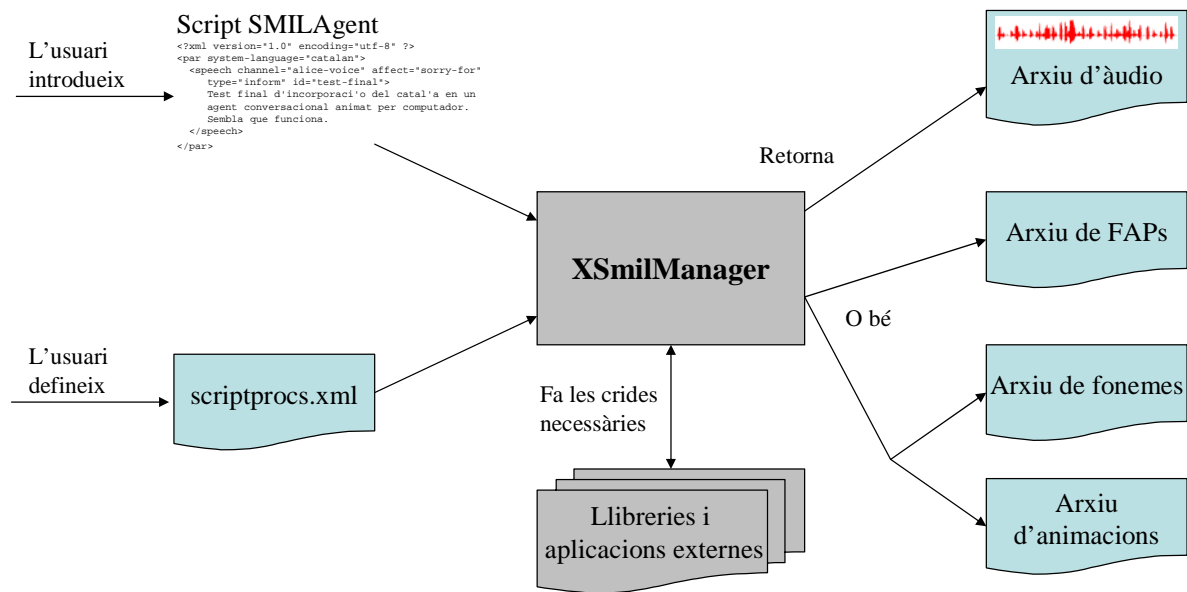 Script SMILAgent
L'usuari
introdueix
<?xml version="1.0" encoding="utf-8" ?>
<par system-language="catalan">
<speech channel="alice-voice" affect="sorry-for"
type="inform" id="test-final">
Test final d'incorporaci'o del catal'a en un
agent conversacional animat per computador.
Sembla que funciona.
</speech>
</par>
Arxiu d'àudio
Retorna
XSmilManager
Arxiu de FAPs
O bé
L'usuari
defineix
scriptprocs.xml
Fa les crides
necessàries
Arxiu de fonemes
Llibreries i
aplicacions externes
Arxiu
d'animacions